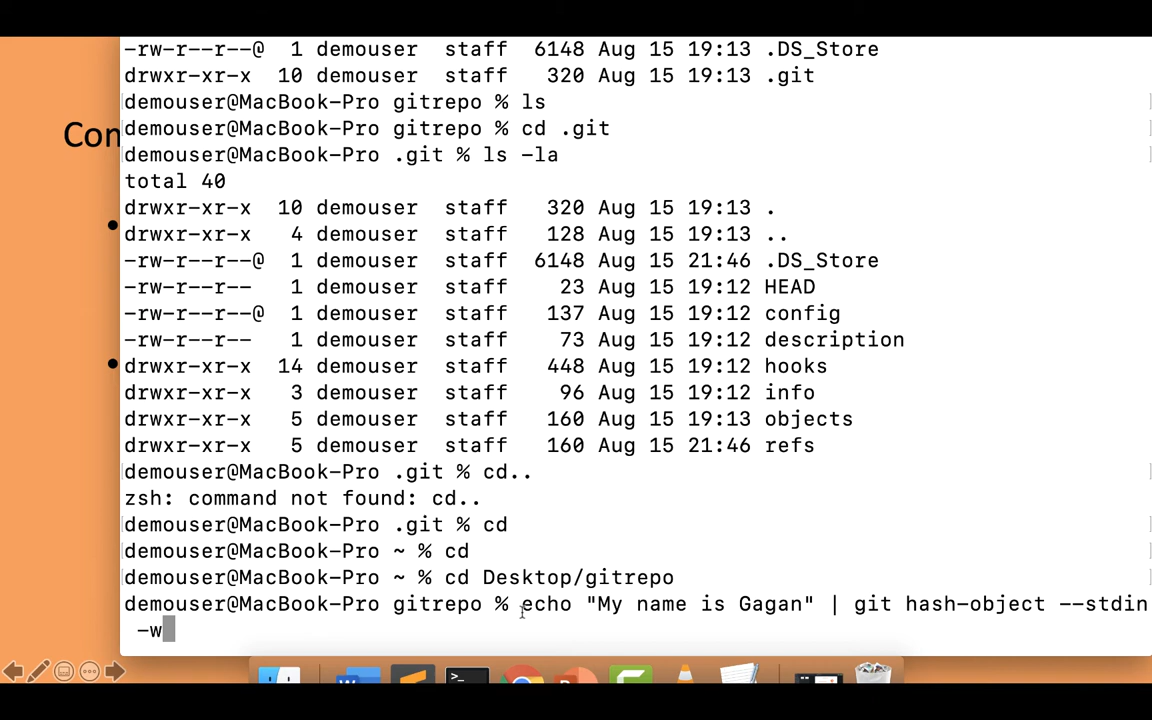 -rw-r--r--@  1 demouser  staff  6148 Aug 15 19:13 .DS_Store
drwxr-xr-x  10 demouser  staff   320 Aug 15 19:13 .git
demouser@MacBook-Pro gitrepo % ls
demouser@MacBook-Pro gitrepo % cd .git
Con
demouser@MacBook-Pro .git % ls -la
total 40
drwxr-xr-x  10 demouser  staff   320 Aug 15 19:13 .
drwxr-xr-x   4 demouser  staff   128 Aug 15 19:13 ..
-rw-r--r--@  1 demouser  staff  6148 Aug 15 21:46 .DS_Store
-rw-r--r--   1 demouser  staff    23 Aug 15 19:12 HEAD
-rw-r--r--@  1 demouser  staff   137 Aug 15 19:12 config
-rw-r--r--   1 demouser  staff    73 Aug 15 19:12 description
drwxr-xr-x  14 demouser  staff   448 Aug 15 19:12 hooks
drwxr-xr-x   3 demouser  staff    96 Aug 15 19:12 info
drwxr-xr-x   5 demouser  staff   160 Aug 15 19:13 objects
drwxr-xr-x   5 demouser  staff   160 Aug 15 21:46 refs
demouser@MacBook-Pro .git % cd..
zsh: command not found: cd..
demouser@MacBook-Pro .git % cd
demouser@MacBook-Pro ~ % cd
demouser@MacBook-Pro ~ % cd Desktop/gitrepo
demouser@MacBook-Pro gitrepo % echo "My name is Gagan" | git hash-object --stdin
-w